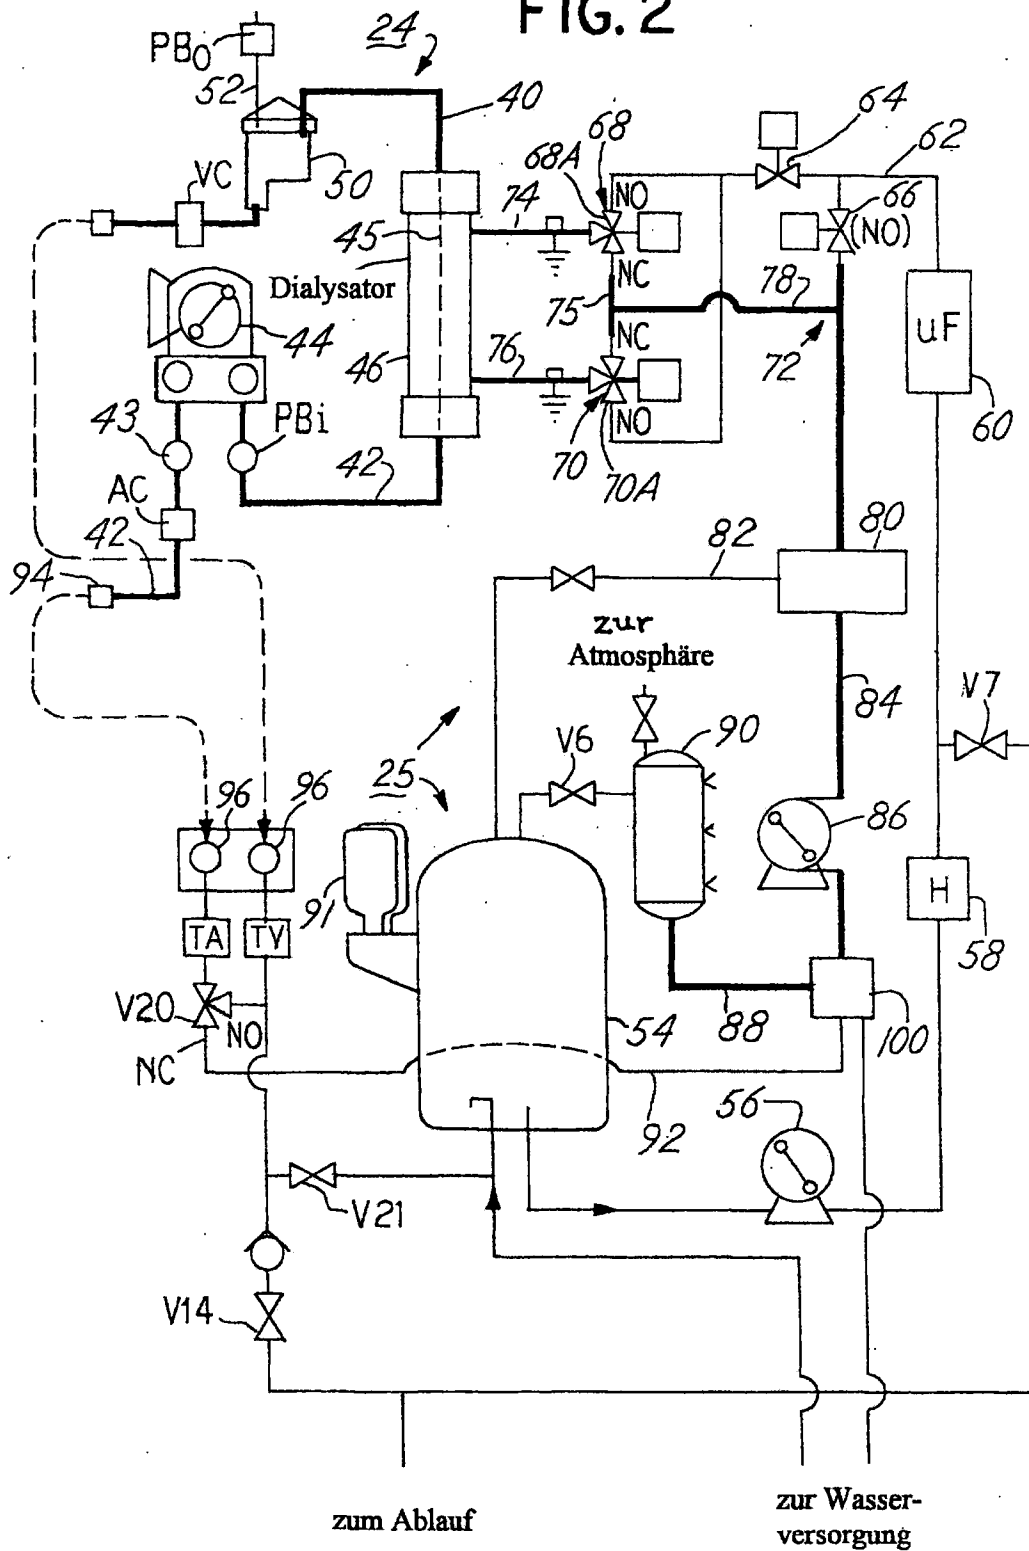 FIG. 2
24
PBO
52
40
64
68
62
68A
VC
50
NO
66
74
(NO)
45
Dialysator
NC
78
75
44
uF
NC
72
46
76
43
PBi
60
NO
42
70
70A
AC
42
82
80
94
zur
Atmosphäre
84
V7
V6
90
25
96
96
86
91
H
TA
TY
58
V20
NO
54
88
100
NC
56
92
V21
V14
zum Ablauf
zur Wasser-
versorgung